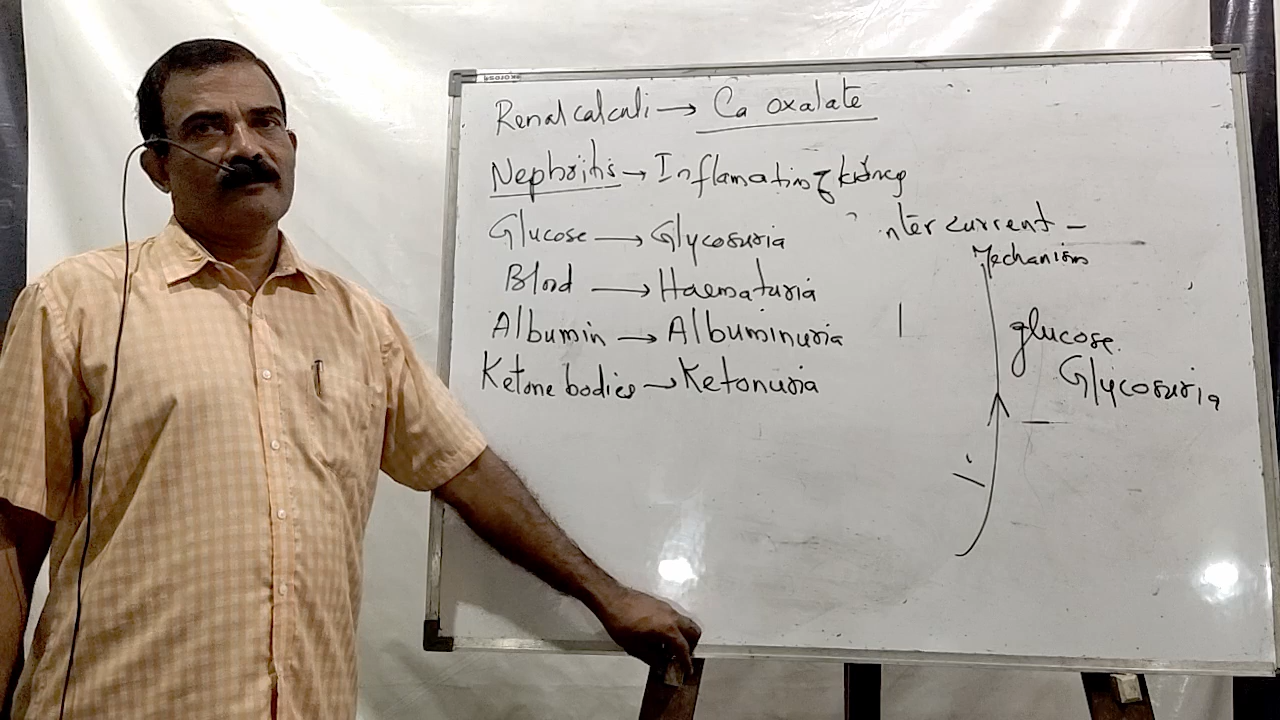 Renal calculi → Ca oxalate
Nephritis → Inflamation of kidney
Glucose → Glycosuria
Blood → Haematuria
Albumin → Albuminuria
Ketone bodies → Ketonuria
nter current –
Mechanism
glucose.
Glycosuria